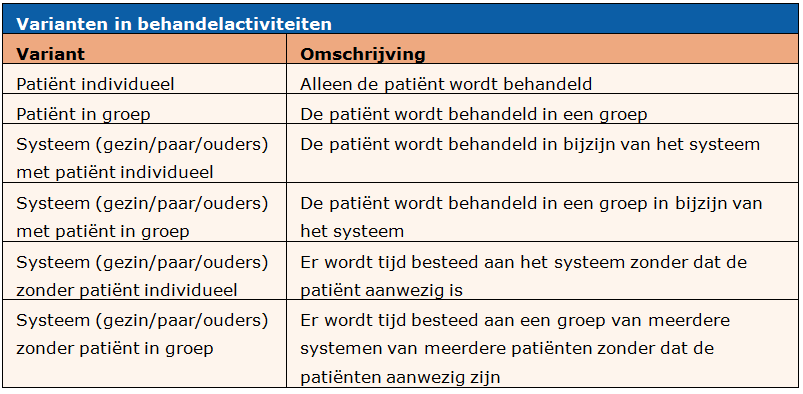 Varianten in behandelactiviteiten
Variant
Omschrijving
Patiënt individueel
Alleen de patiënt wordt behandeld
Patiënt in groep
De patiënt wordt behandeld in een groep
Systeem (gezin/paar/ouders)
met patiënt individueel
De patiënt wordt behandeld in bijzijn van het systeem
Systeem (gezin/paar/ouders)
met patiënt in groep
De patiënt wordt behandeld in een groep in bijzijn van
het systeem
Systeem (gezin/paar/ouders)
zonder patiënt individueel
Er wordt tijd besteed aan het systeem zonder dat de
patiënt aanwezig is
Systeem (gezin/paar/ouders)
zonder patiënt in groep
Er wordt tijd besteed aan een groep van meerdere
systemen van meerdere patiënten zonder dat de
patiënten aanwezig zijn